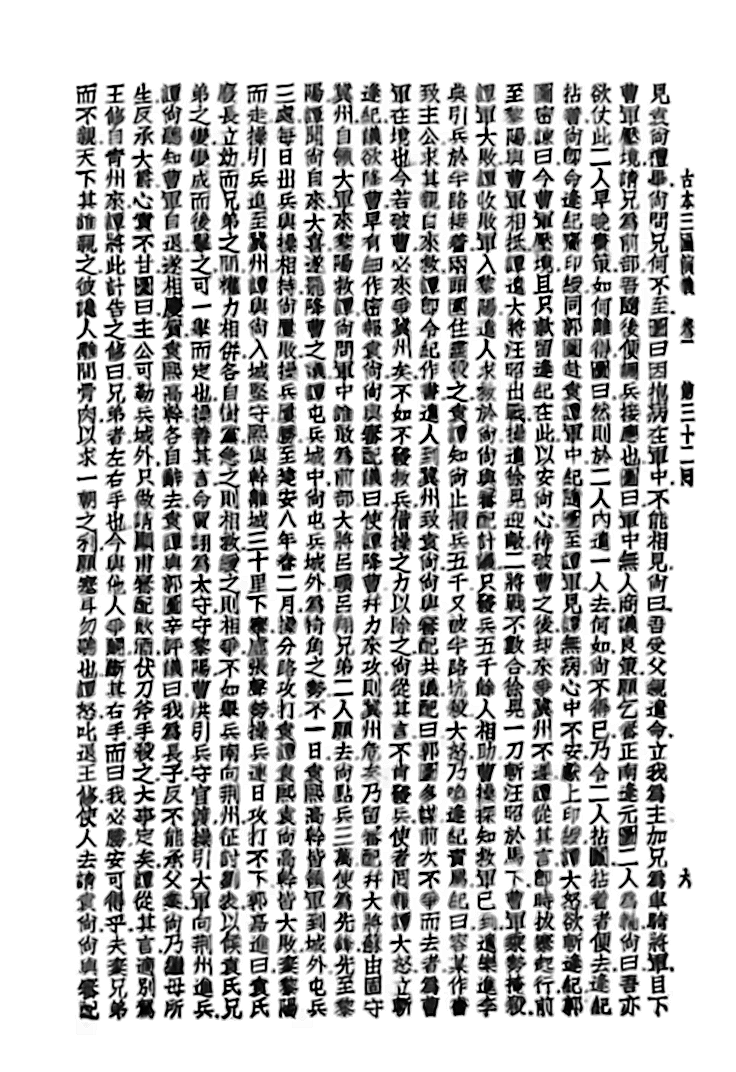 古本三國演義　卷一　第三十二回　六
見袁尚禮畢尚問兄何不至圖曰因抱病在軍中不能相見尚曰吾受父親遺命立我爲主加兄爲車騎將軍目下
曹軍壓境請兄爲前部吾隨後便調兵接應也圖曰軍中無人商議良策願乞審正南逢元圖二人爲輔尚曰吾亦
欲仗此二人早晚畫策如何離得圖曰然則於二人內遣一人去何如尚不得已乃令二人拈鬮拈着者便去逢紀
拈着尚卽命逢紀齎印綬同郭圖赴袁譚軍中紀隨圖至譚軍見譚無病心中不安獻上印綬譚大怒欲斬逢紀郭
圖密諫曰今曹軍壓境且只款留逢紀在此以安尚心待破曹之後却來爭冀州不遲譚從其言卽時拔寨起行前
至黎陽與曹軍相抵譚遣大將汪昭出戰操遣徐晃迎敵二將戰不數合徐晃一刀斬汪昭於馬下曹軍乘勢掩殺
譚軍大敗譚收敗軍入黎陽遣人求救於尚尚與審配計議只發兵五千餘人相助曹操探知救軍已到遣樂進李
典引兵於半路接着兩頭圍住盡殺之袁譚知尚止撥兵五千又被半路坑殺大怒乃喚逢紀責罵紀曰容某作書
致主公求其親自來救譚卽令紀作書遣人到冀州致袁尚尚與審配共議配曰郭圖多謀前次不爭而去者爲曹
軍在境也今若破曹必來爭冀州矣不如不發救兵借操之力以除之尚從其言不肯發兵使者回報譚大怒立斬
逢紀議欲降曹早有細作密報袁尚尚與審配議曰使譚降曹幷力來攻則冀州危矣乃留審配幷大將蘇由固守
冀州自領大軍來黎陽救譚尚問軍中誰敢爲前部大將呂曠呂翔兄弟二人願去尚點兵三萬使爲先鋒先至黎
陽譚聞尚自來大喜遂罷降曹之議譚屯兵城中尚屯兵城外爲犄角之勢不一日袁熙高幹皆領軍到城外屯兵
三處每日出兵與操相持尚屢敗操兵屢勝至建安八年春二月操分路攻打袁譚袁熙袁尚高幹皆大敗棄黎陽
而走操引兵追至冀州譚與尚入城堅守熙與幹離城三十里下寨虛張聲勢操兵連日攻打不下郭嘉進曰袁氏
廢長立幼而兄弟之間權力相併各自樹黨急之則相救緩之則相爭不如舉兵南向荊州征討劉表以候袁氏兄
弟之變變成而後擊之可一舉而定也操善其言命賈詡爲太守守黎陽曹洪引兵守官渡操引大軍向荊州進兵
譚尚聽知曹軍自退遂相慶賀袁熙高幹各自辭去袁譚與郭圖辛評議曰我爲長子反不能承父業尚乃繼母所
生反承大爵心實不甘圖曰主公可勒兵城外只做請顯甫審配飲酒伏刀斧手殺之大事定矣譚從其言適別駕
王修自青州來譚將此計告之修曰兄弟者左右手也今與他人爭鬭斷其右手而曰我必勝安可得乎夫棄兄弟
而不親天下其誰親之彼讒人離間骨肉以求一朝之利願塞耳勿聽也譚怒叱退王修使人去請袁尚尚與審配